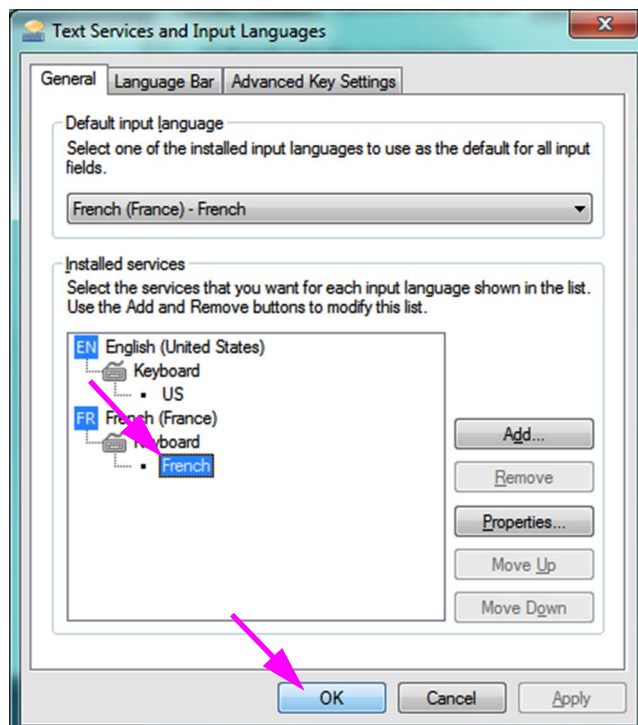 Text Services and Input Languages
General Language Bar Advanced Key Settings
Default input language
Select one of the installed input languages to use as the default for all input
fields.
French (France) - French
Installed services
Select the services that you want for each input language shown in the list.
Use the Add and Remove buttons to modify this list.
EN English (United States)
Keyboard
US
FR French (France)
Keyboard
French
Add...
Remove
Properties...
Move Up
Move Down
OK Cancel Apply